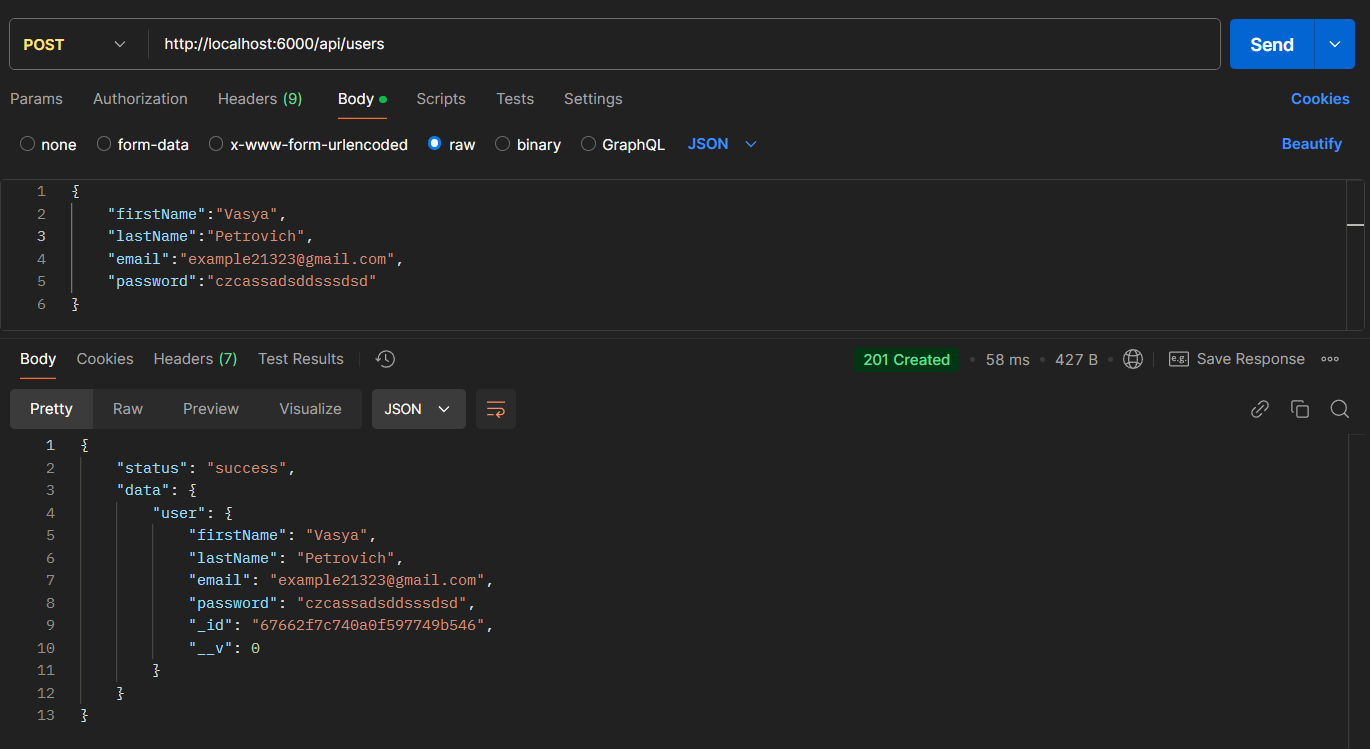 POST http://localhost:6000/api/users Send
Params Authorization Headers (9) Body Scripts Tests Settings Cookies
none form-data x-www-form-urlencoded raw binary GraphQL JSON Beautify
1 {
2 "firstName":"Vasya",
3 "lastName":"Petrovich",
4 "email":"example21323@gmail.com",
5 "password":"czcassadsddsssdsd"
6 }
Body Cookies Headers (7) Test Results 201 Created 58 ms 427 B e.g. Save Response
Pretty Raw Preview Visualize JSON
1 {
2 "status": "success",
3 "data": {
4 "user": {
5 "firstName": "Vasya",
6 "lastName": "Petrovich",
7 "email": "example21323@gmail.com",
8 "password": "czcassadsddsssdsd",
9 "_id": "67662f7c740a0f597749b546",
10 "__v": 0
11 }
12 }
13 }